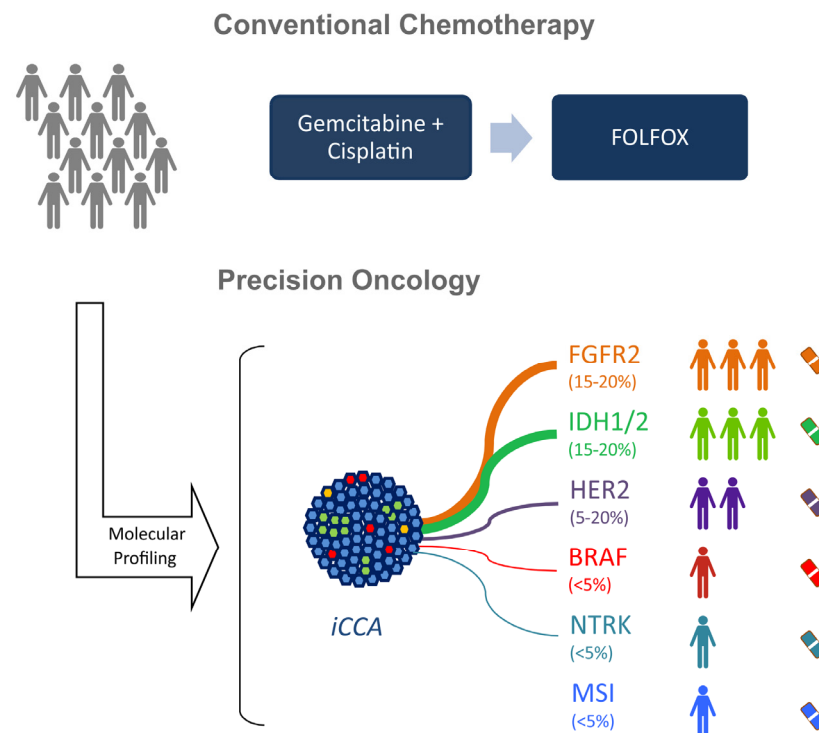 Conventional Chemotherapy
Gemcitabine +
Cisplatin
FOLFOX
Precision Oncology
Molecular
Profiling
iCCA
FGFR2
(15-20%)
IDH1/2
(15-20%)
HER2
(5-20%)
BRAF
(<5%)
NTRK
(<5%)
MSI
(<5%)